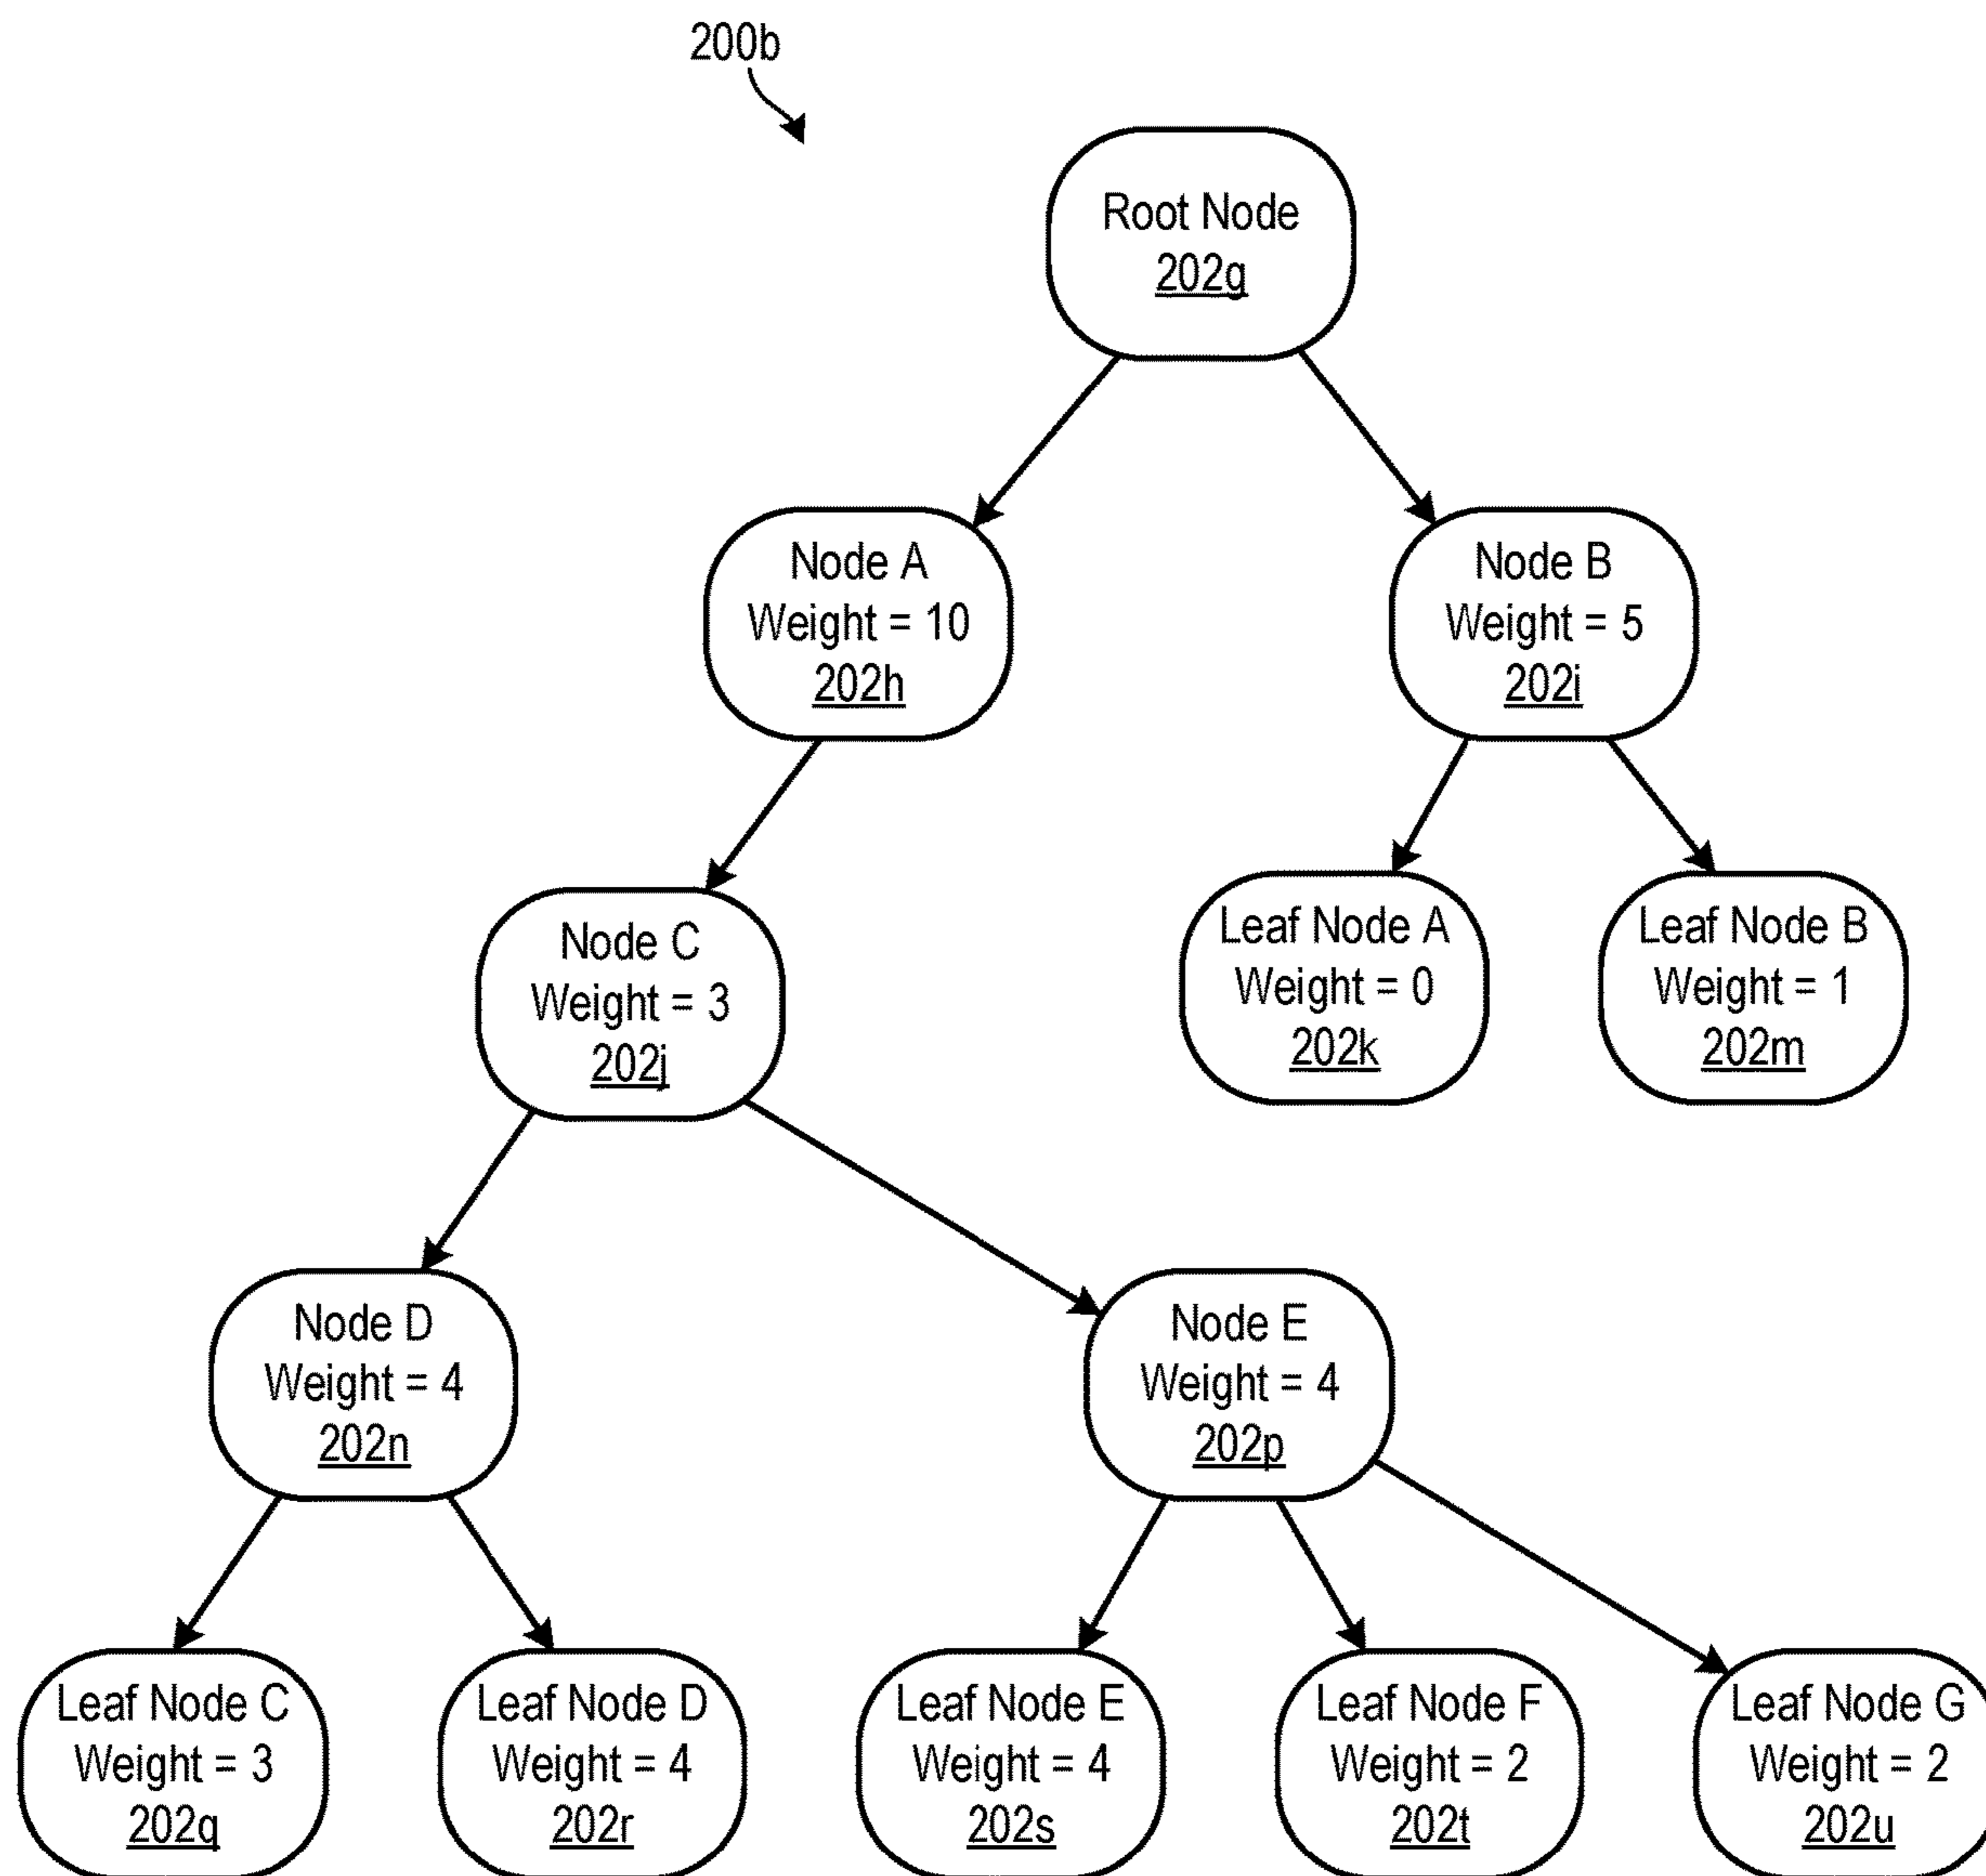 200b
Root Node
202g
Node A
Weight = 10
202h
Node B
Weight = 5
202i
Node C
Weight = 3
202j
Leaf Node A
Weight = 0
202k
Leaf Node B
Weight = 1
202m
Node D
Weight = 4
202n
Node E
Weight = 4
202p
Leaf Node C
Weight = 3
202q
Leaf Node D
Weight = 4
202r
Leaf Node E
Weight = 4
202s
Leaf Node F
Weight = 2
202t
Leaf Node G
Weight = 2
202u